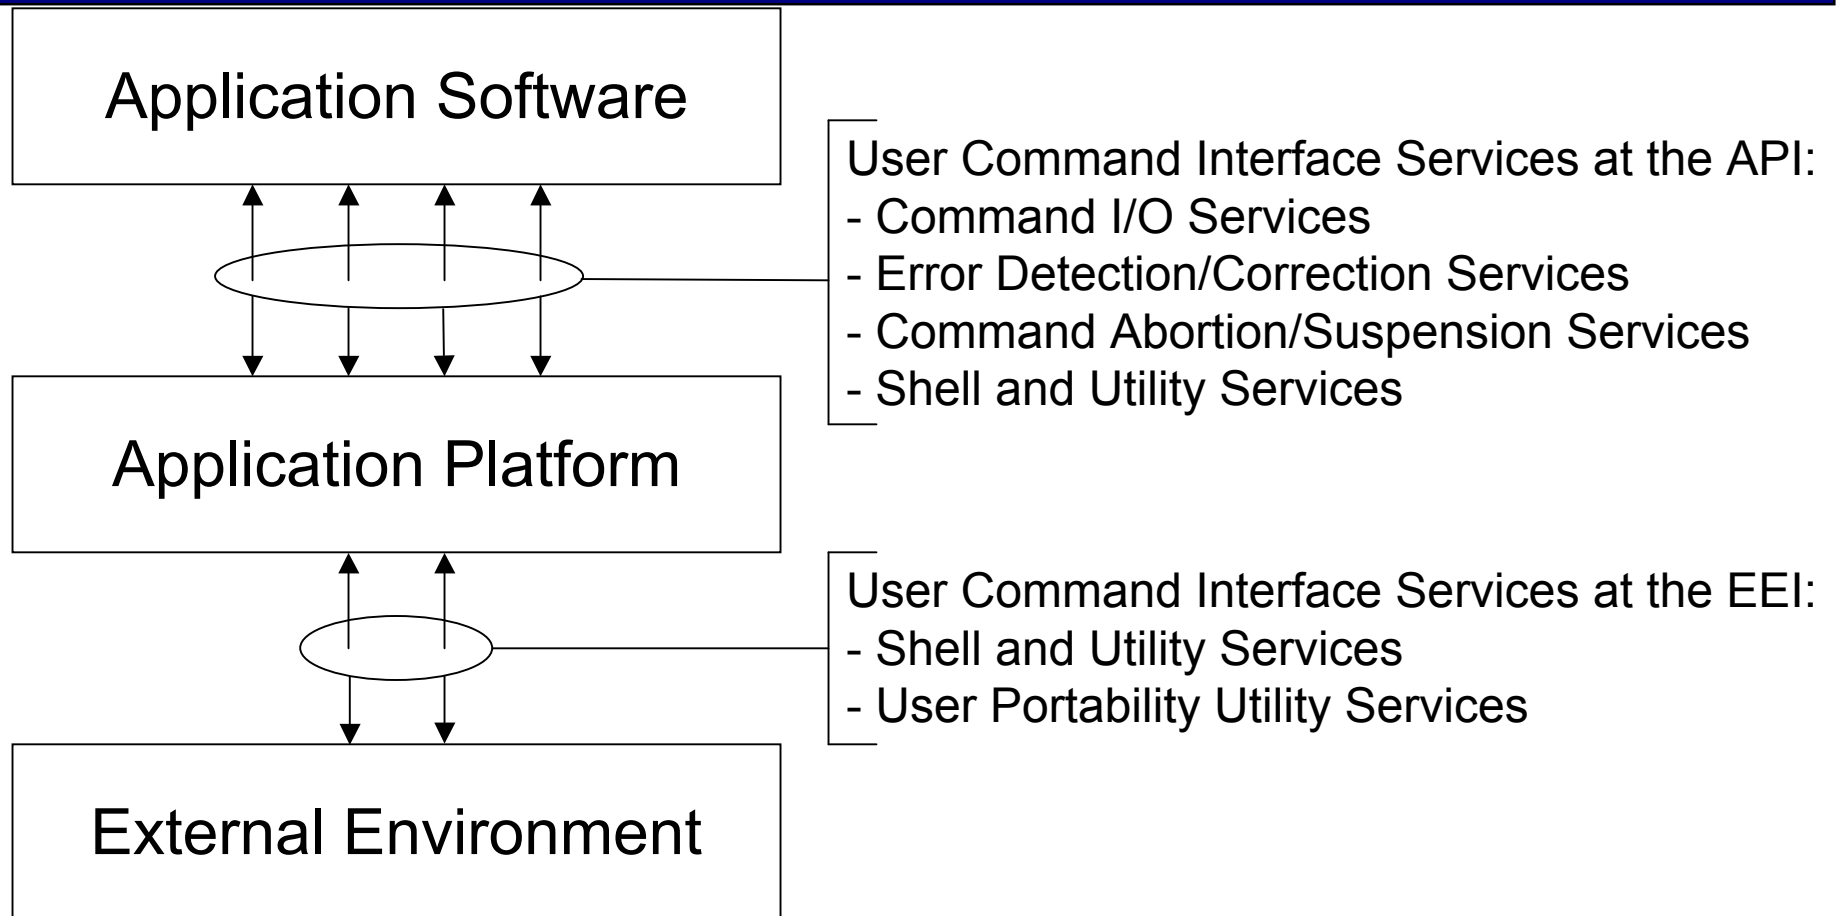 Application Software
User Command Interface Services at the API:
- Command I/O Services
- Error Detection/Correction Services
- Command Abortion/Suspension Services
- Shell and Utility Services
Application Platform
User Command Interface Services at the EEI:
- Shell and Utility Services
- User Portability Utility Services
External Environment